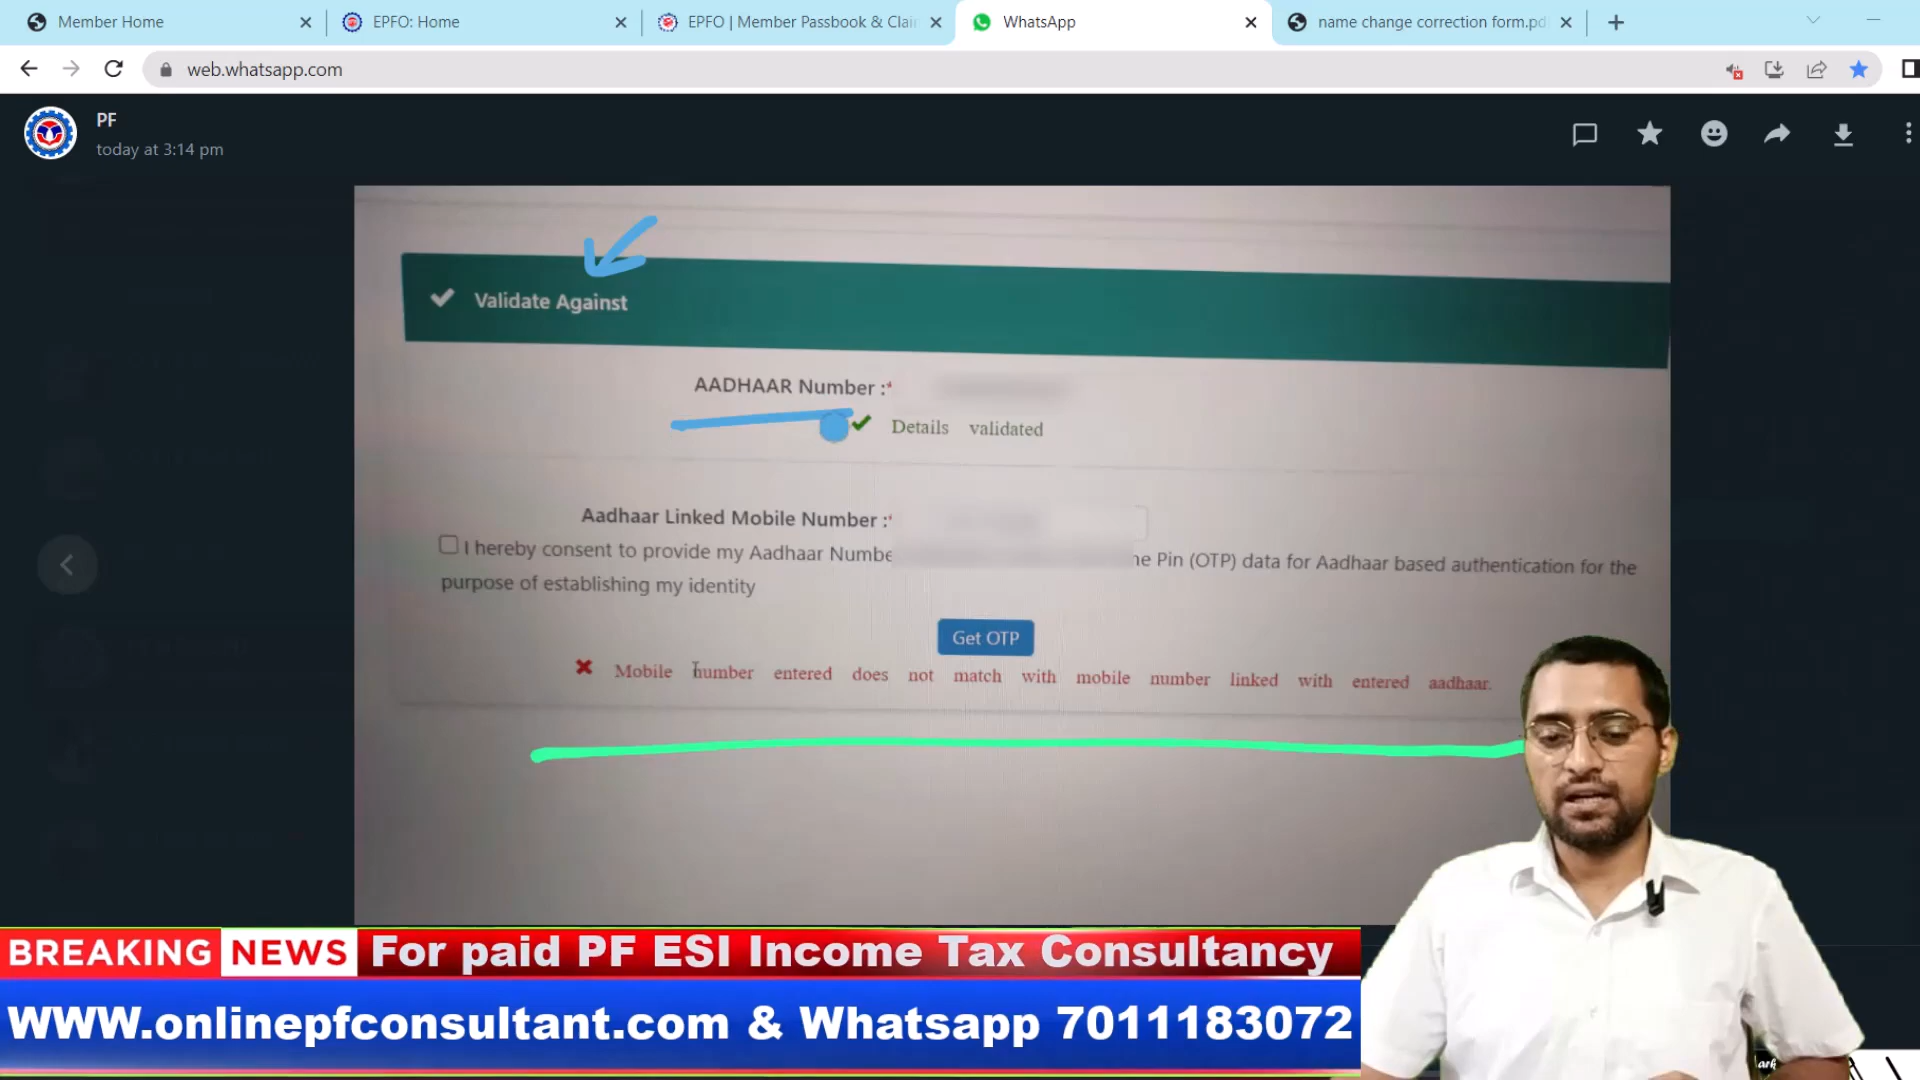 Member Home
EPFO: Home
EPFO | Member Passbook & Clai
WhatsApp
name change correction form.pd
web.whatsapp.com
PF
today at 3:14 pm
Validate Against
AADHAAR Number :*
Details validated
Aadhaar Linked Mobile Number :*
I hereby consent to provide my Aadhaar Numbe
ne Pin (OTP) data for Aadhaar based authentication for the
purpose of establishing my identity
Get OTP
Mobile number entered does not match with mobile number linked with entered aadhaar.
BREAKING NEWS For paid PF ESI Income Tax Consultancy
WWW.onlinepfconsultant.com & Whatsapp 7011183072